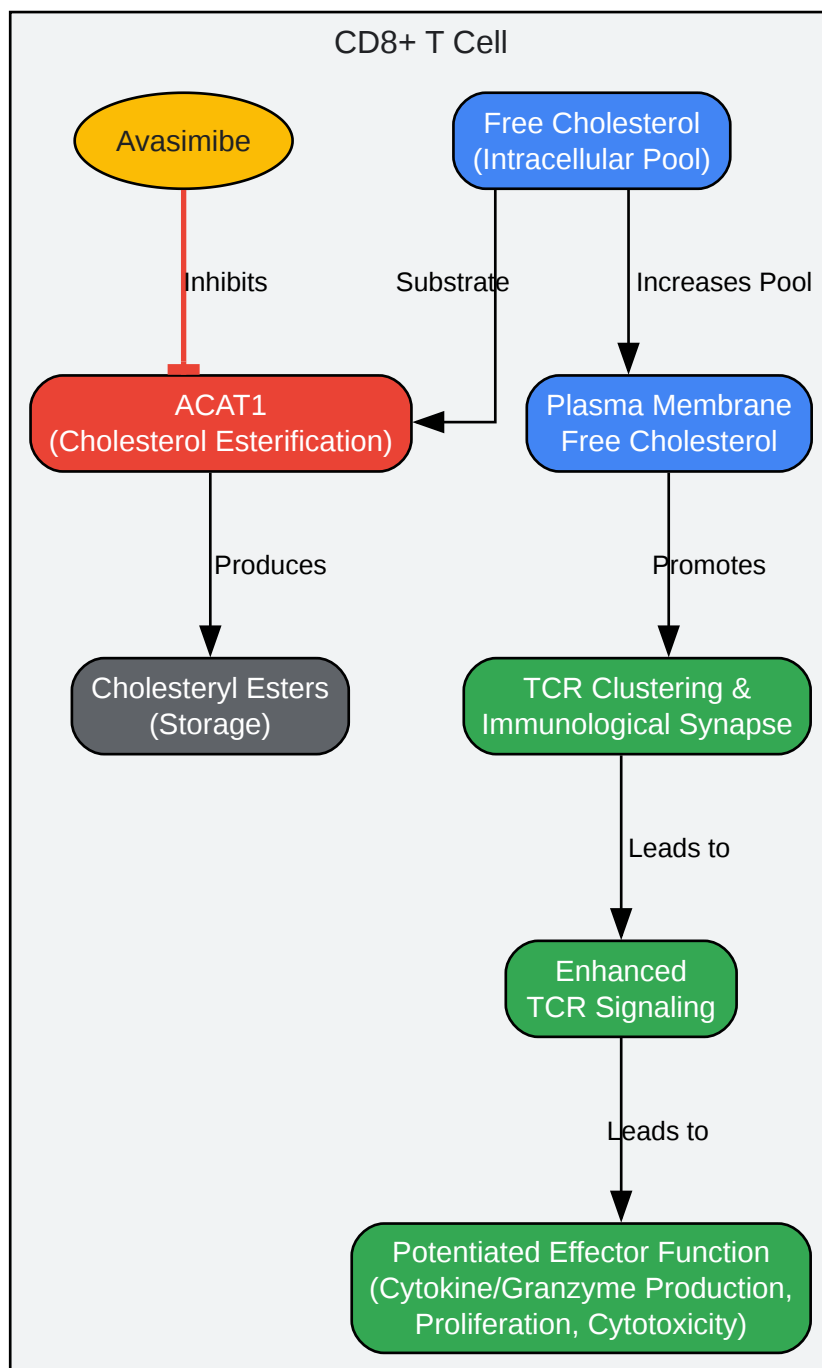 CD8+ T Cell
Avasimibe
Free Cholesterol
(Intracellular Pool)
Inhibits
Substrate
Increases Pool
ACAT1
(Cholesterol Esterification)
Plasma Membrane
Free Cholesterol
Produces
Promotes
Cholesteryl Esters
(Storage)
TCR Clustering &
Immunological Synapse
Leads to
Enhanced
TCR Signaling
Leads to
Potentiated Effector Function
(Cytokine/Granzyme Production,
Proliferation, Cytotoxicity)